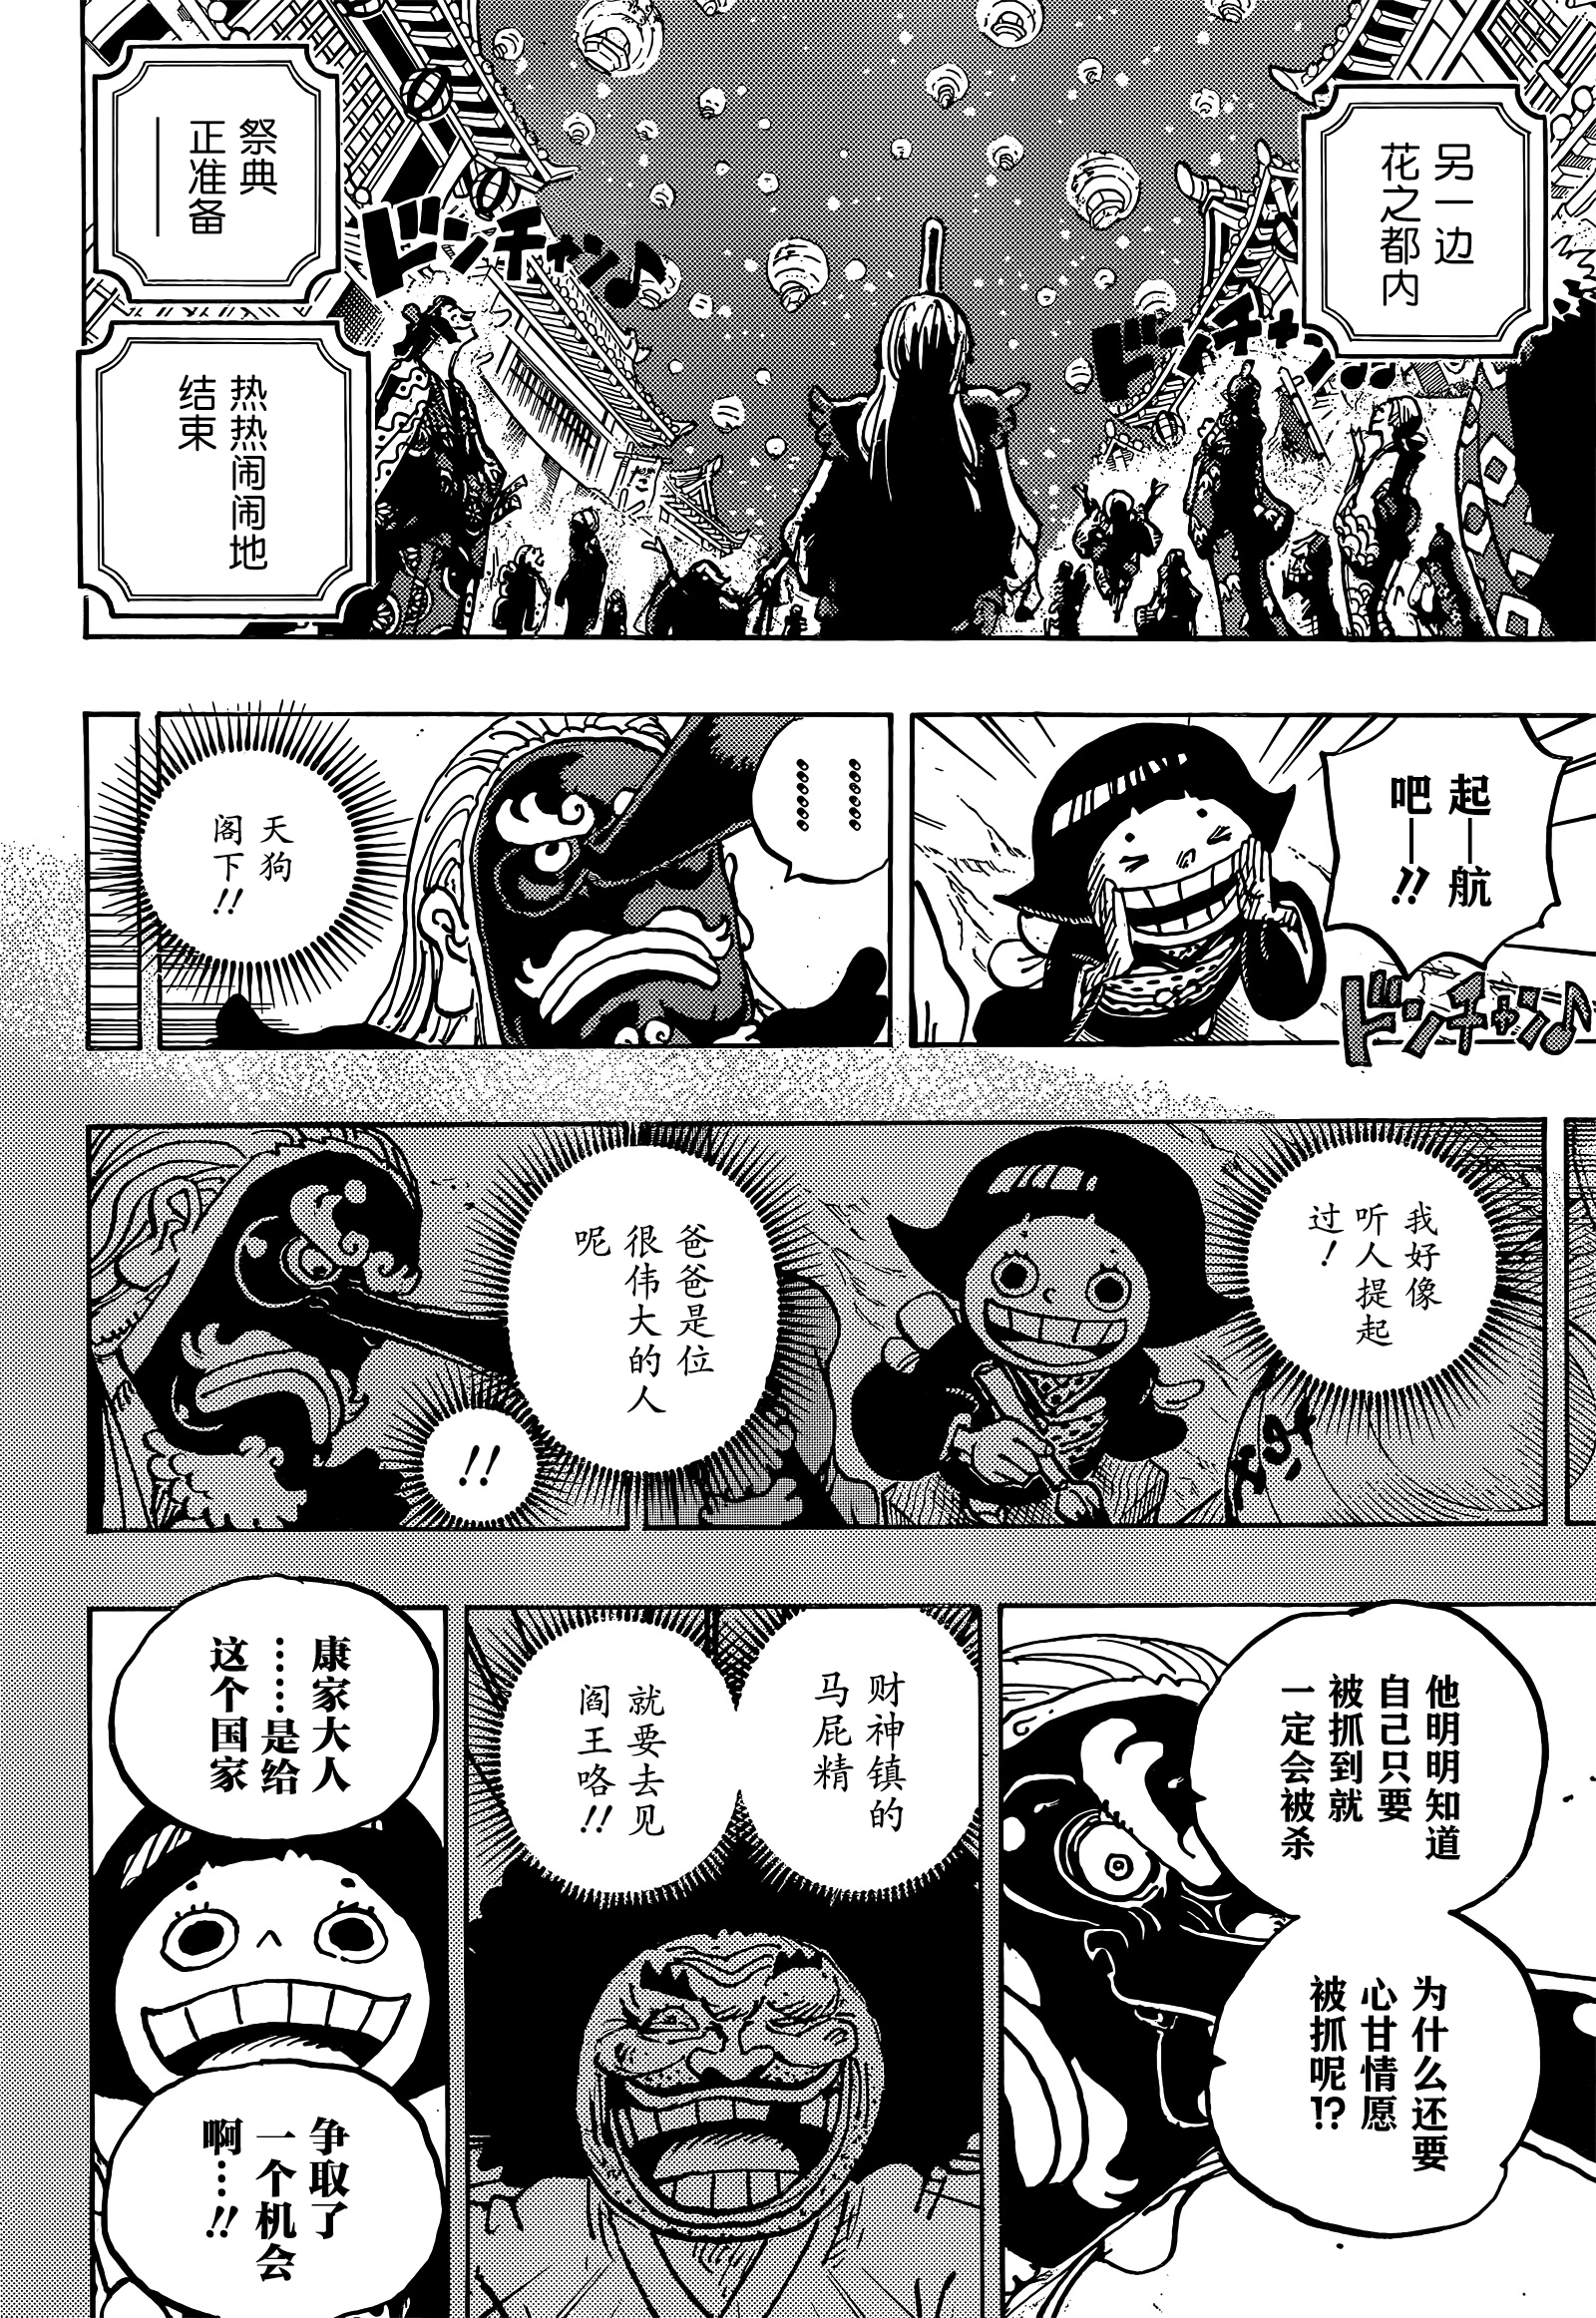 另一边
花之都内
祭典
正准备
——
热热闹闹地
结束
ドンチャン♪
ドンチャン♪♪
起—航
吧—!!
ドンチャン♪
………
………
天狗
阁下!!
我好像
听人提起
过!
爸爸是位
很伟大的人
呢
!!
他明明知道
自己只要
被抓到就
一定会被杀
为什么还要
心甘情愿
被抓呢!?
财神镇的
马屁精
就要去见
阎王咯!!
康家大人
……是给
这个国家
争取了
一个机会
啊…!!